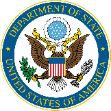 DEPARTMENT OF STATE
UNITED STATES OF AMERICA